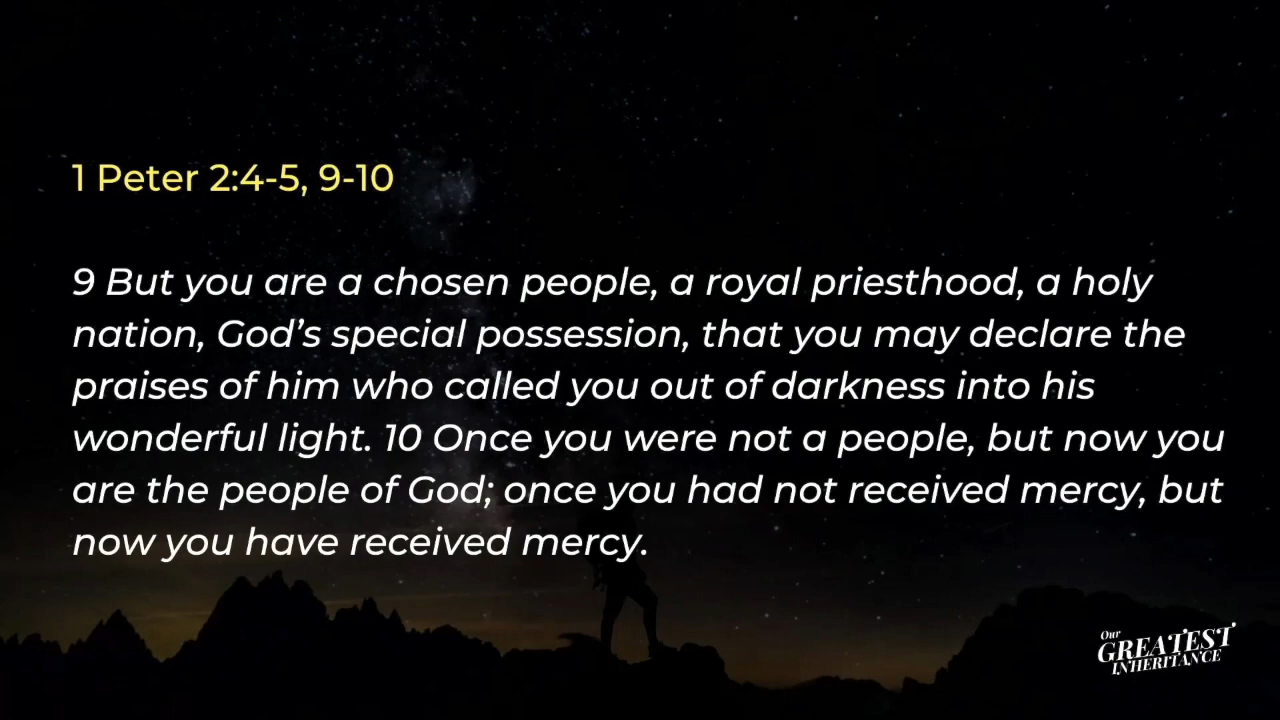 1 Peter 2:4-5, 9-10
9 But you are a chosen people, a royal priesthood, a holy
nation, God’s special possession, that you may declare the
praises of him who called you out of darkness into his
wonderful light. 10 Once you were not a people, but now you
are the people of God; once you had not received mercy, but
now you have received mercy.
Our
GREATEST
INHERITANCE